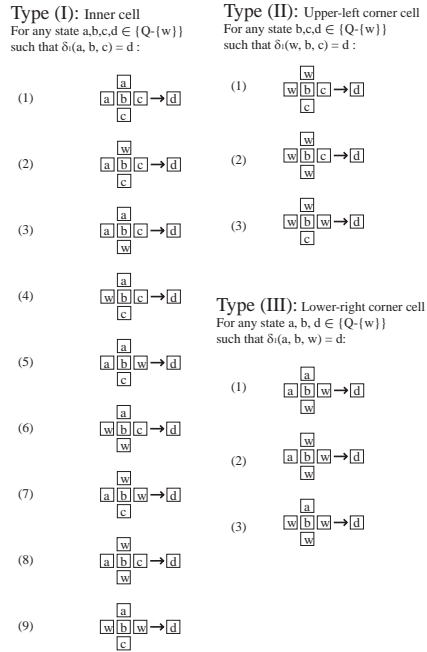 Type (I): Inner cell
For any state a,b,c,d ∈ {Q-{w}}
such that δ₁(a, b, c) = d :
(1)
a
a b c → d
c
(2)
w
a b c → d
c
(3)
a
a b c → d
w
(4)
a
w b c → d
c
(5)
a
a b w → d
c
(6)
a
w b c → d
w
(7)
w
a b w → d
c
(8)
w
a b c → d
w
(9)
a
w b w → d
c
Type (II): Upper-left corner cell
For any state b,c,d ∈ {Q-{w}}
such that δ₁(w, b, c) = d :
(1)
w
w b c → d
c
(2)
w
w b c → d
w
(3)
w
w b w → d
c
Type (III): Lower-right corner cell
For any state a, b, d ∈ {Q-{w}}
such that δ₁(a, b, w) = d:
(1)
a
a b w → d
w
(2)
w
a b w → d
w
(3)
a
w b w → d
w